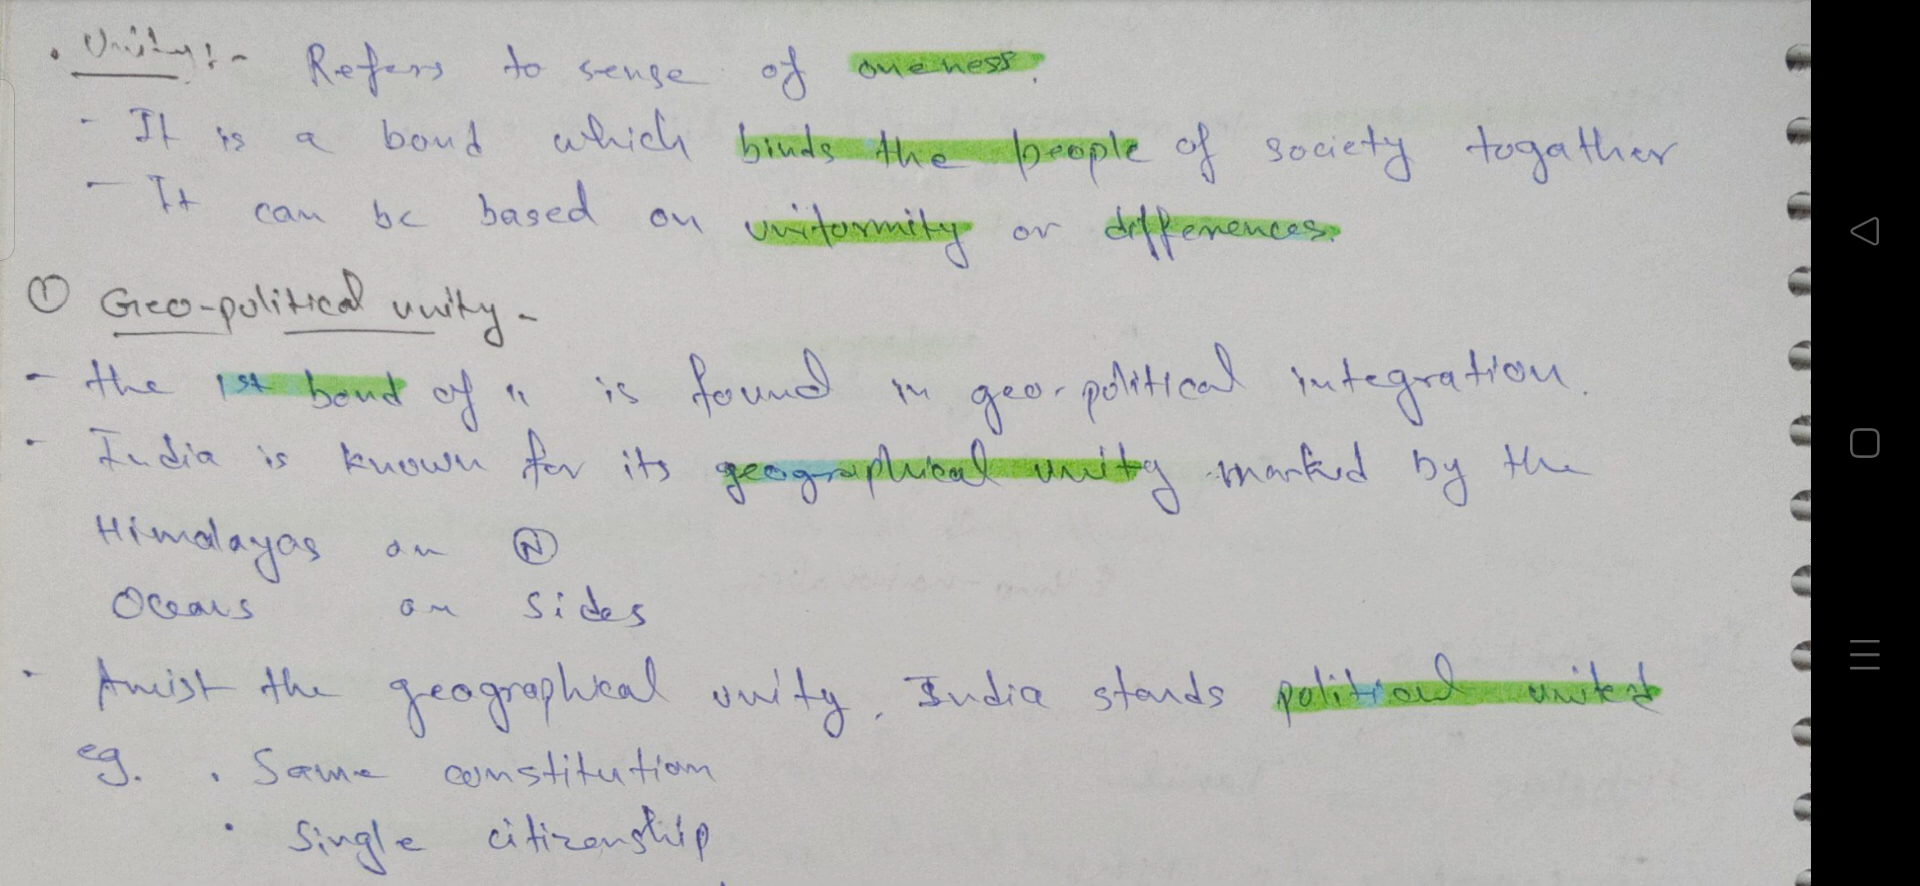 . Unity :- Refers to sense of oneness.
- It is a bond which binds the people of society togather
- It can be based on uniformity or differences.
① Geo-political unity -
- the 1st bond of " is found in geo-political integration.
- India is known for its geographical unity marked by the
Himalayas on Ⓝ
Oceans on sides
- Amist the geographical unity, India stands political united
eg. . Same constitution
. Single citizenship